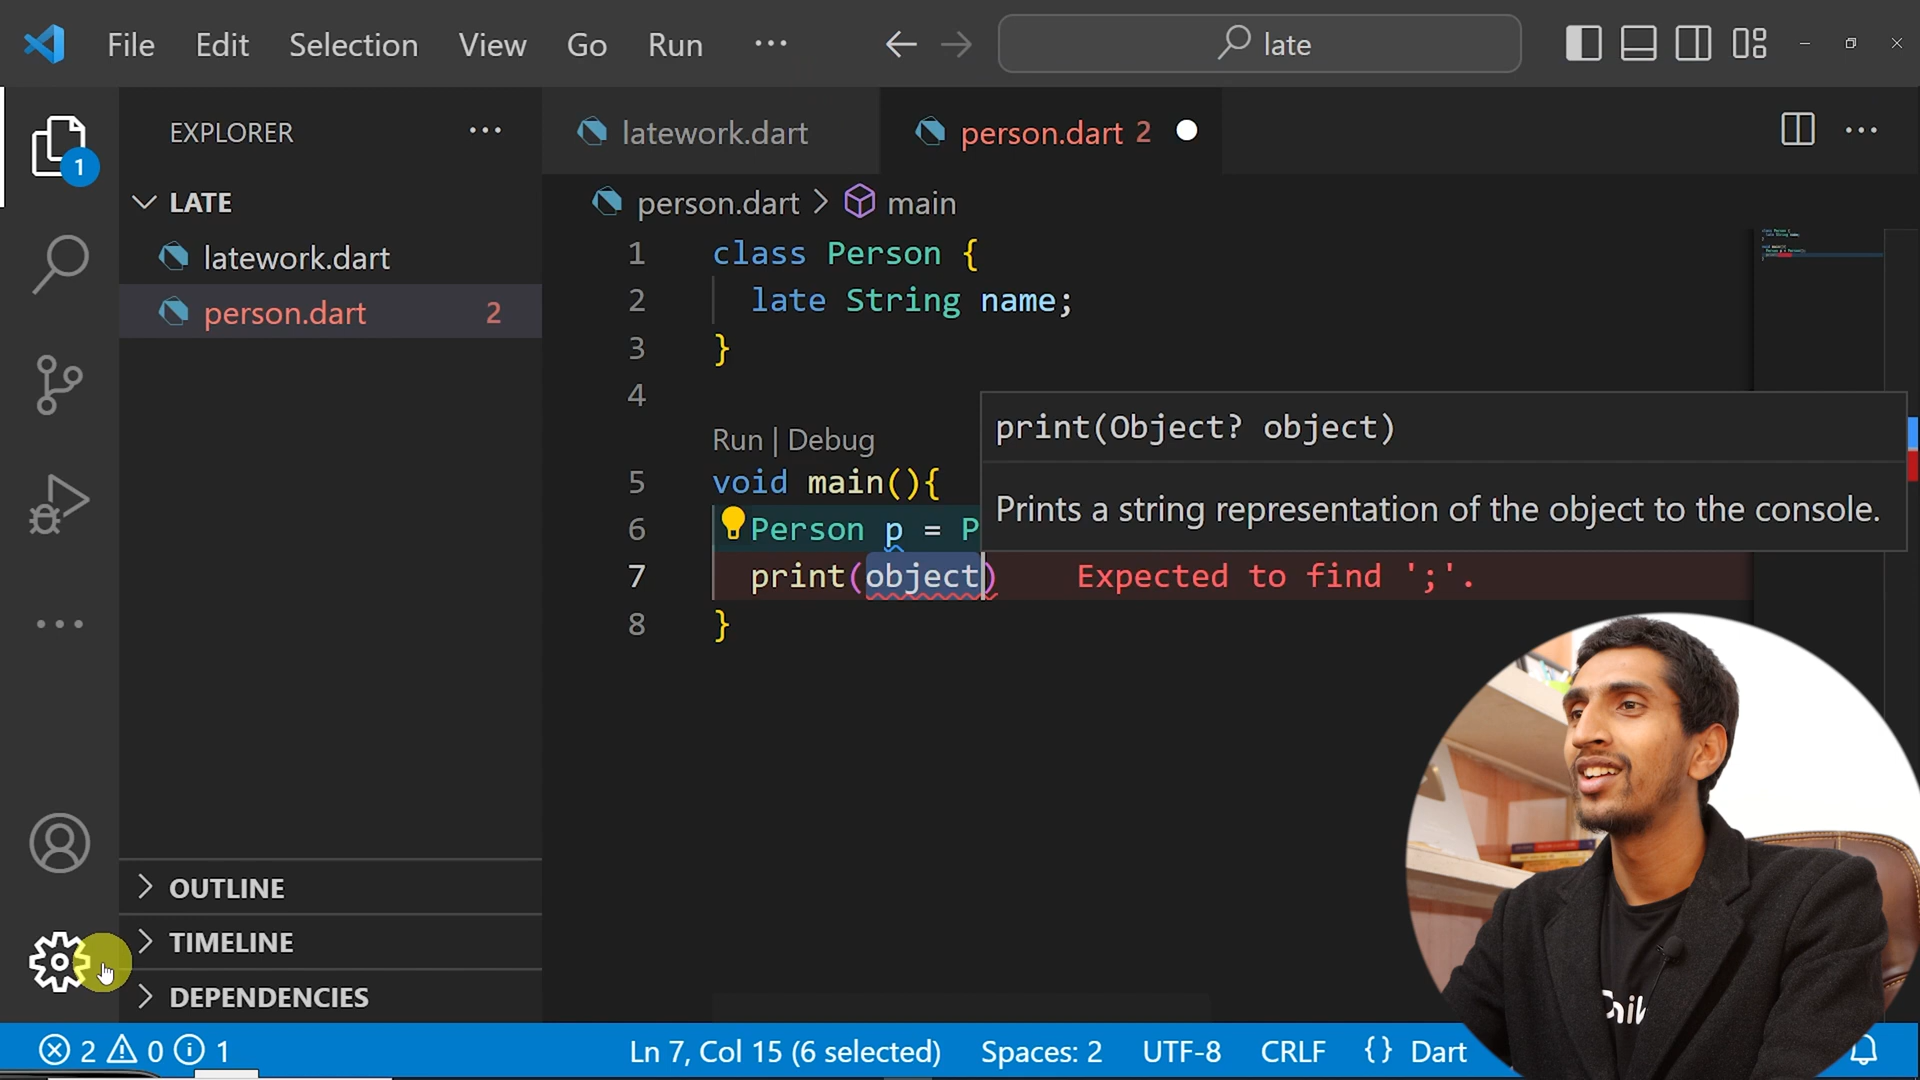 File Edit Selection View Go Run ··· late
EXPLORER ···
1
LATE
latework.dart
person.dart 2
OUTLINE
TIMELINE
DEPENDENCIES
latework.dart person.dart 2
person.dart > main
1 class Person {
2 late String name;
3 }
4
Run | Debug
5 void main(){
6 Person p = P
7 print(object) Expected to find ';'.
8 }
print(Object? object)
Prints a string representation of the object to the console.
2 0 1 Ln 7, Col 15 (6 selected) Spaces: 2 UTF-8 CRLF {} Dart